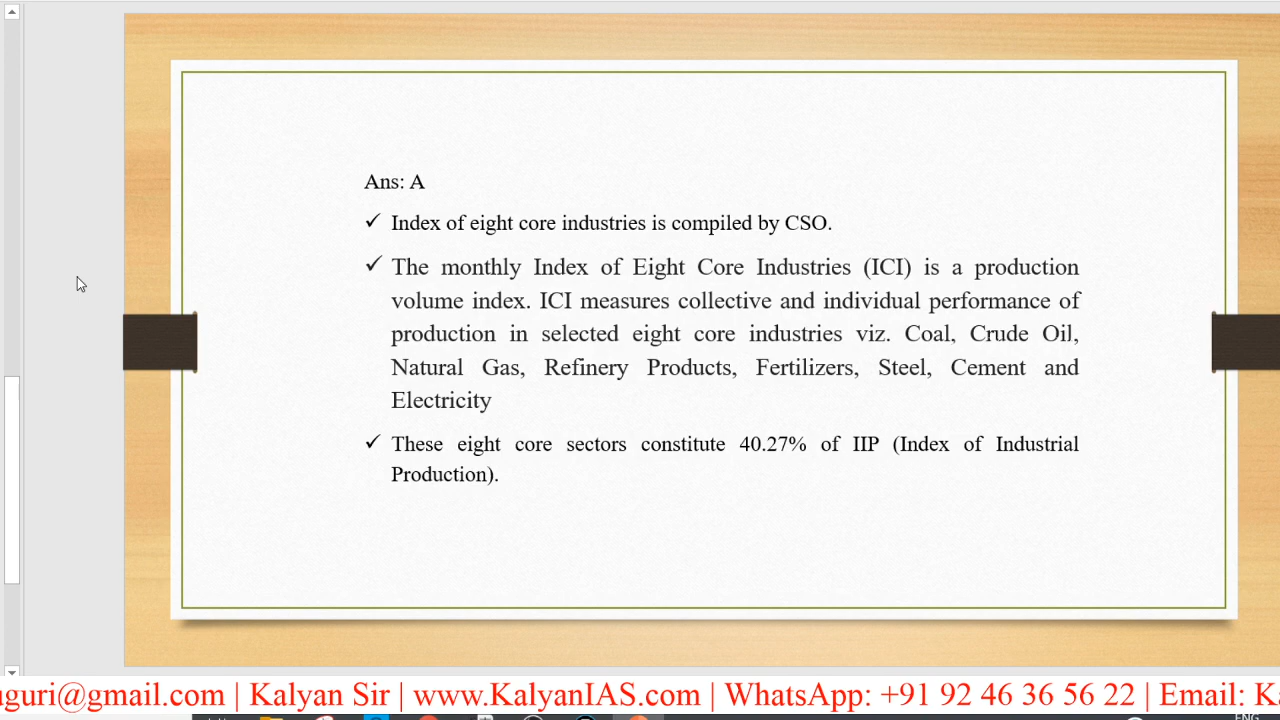 Ans: A
✓ Index of eight core industries is compiled by CSO.
✓ The monthly Index of Eight Core Industries (ICI) is a production
volume index. ICI measures collective and individual performance of
production in selected eight core industries viz. Coal, Crude Oil,
Natural Gas, Refinery Products, Fertilizers, Steel, Cement and
Electricity
✓ These eight core sectors constitute 40.27% of IIP (Index of Industrial
Production).
uguri@gmail.com | Kalyan Sir | www.KalyanIAS.com | WhatsApp: +91 92 46 36 56 22 | Email: Ka